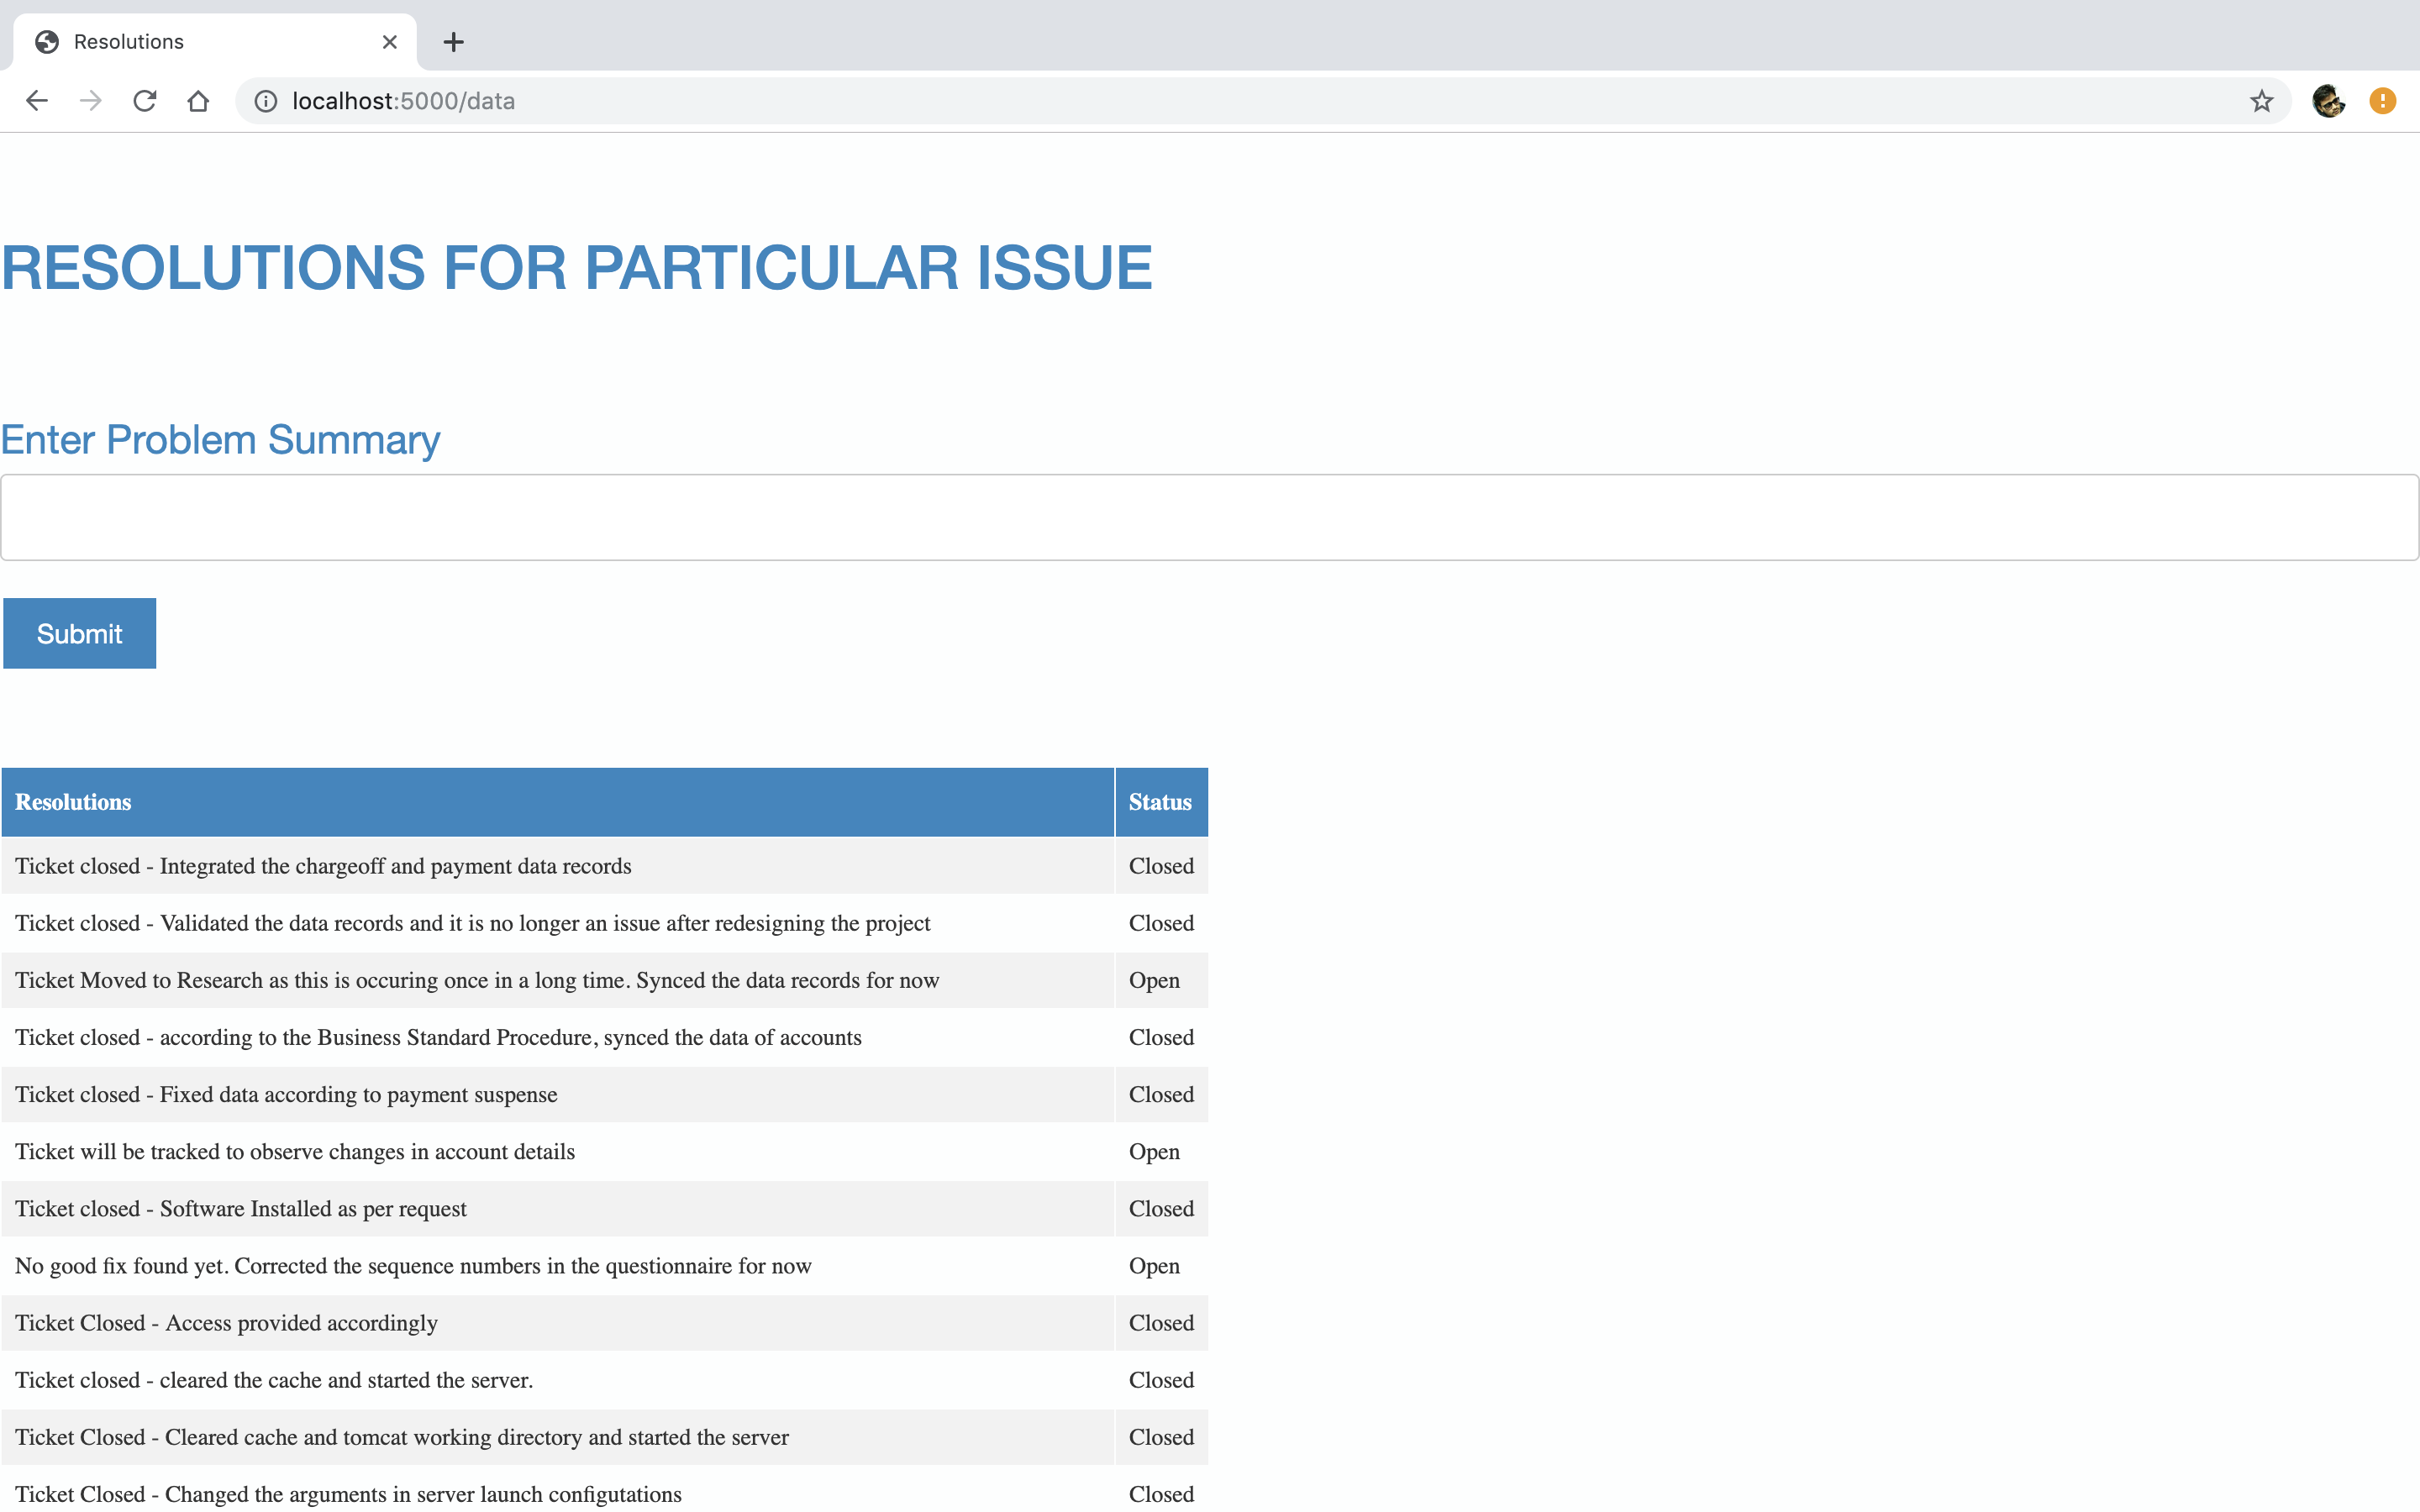 Resolutions
localhost:5000/data
RESOLUTIONS FOR PARTICULAR ISSUE
Enter Problem Summary
Submit
Resolutions Status
Ticket closed - Integrated the chargeoff and payment data records Closed
Ticket closed - Validated the data records and it is no longer an issue after redesigning the project Closed
Ticket Moved to Research as this is occuring once in a long time. Synced the data records for now Open
Ticket closed - according to the Business Standard Procedure, synced the data of accounts Closed
Ticket closed - Fixed data according to payment suspense Closed
Ticket will be tracked to observe changes in account details Open
Ticket closed - Software Installed as per request Closed
No good fix found yet. Corrected the sequence numbers in the questionnaire for now Open
Ticket Closed - Access provided accordingly Closed
Ticket closed - cleared the cache and started the server. Closed
Ticket Closed - Cleared cache and tomcat working directory and started the server Closed
Ticket Closed - Changed the arguments in server launch configutations Closed